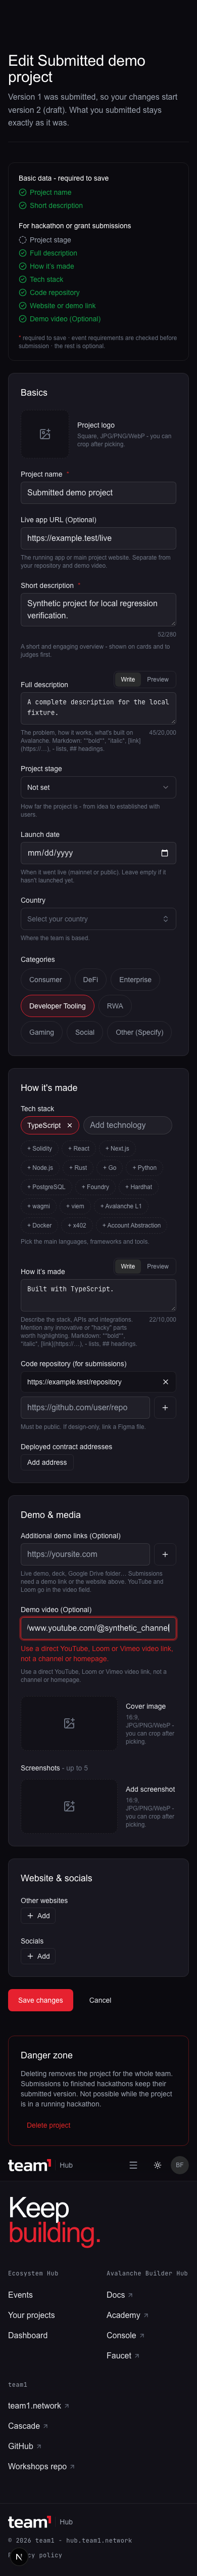 Edit Submitted demo
project
Version 1 was submitted, so your changes start
version 2 (draft). What you submitted stays
exactly as it was.
Basic data - required to save
Project name
Short description
For hackathon or grant submissions
Project stage
Full description
How it's made
Tech stack
Code repository
Website or demo link
Demo video (Optional)
* required to save · event requirements are checked before
submission · the rest is optional.
Basics
Project logo
Square, JPG/PNG/WebP - you can
crop after picking.
Project name *
Submitted demo project
Live app URL (Optional)
https://example.test/live
The running app or main project website. Separate from
your repository and demo video.
Short description *
Synthetic project for local regression
verification.
52/280
A short and engaging overview - shown on cards and to
judges first.
Full description
Write
Preview
A complete description for the local
fixture.
The problem, how it works, what's built on
Avalanche. Markdown: **bold**, *italic*, [link]
(https://…), - lists, ## headings.
45/20,000
Project stage
Not set
How far the project is - from idea to established with
users.
Launch date
mm/dd/yyyy
When it went live (mainnet or public). Leave empty if it
hasn't launched yet.
Country
Select your country
Where the team is based.
Categories
Consumer
DeFi
Enterprise
Developer Tooling
RWA
Gaming
Social
Other (Specify)
How it's made
Tech stack
TypeScript ✕
Add technology
+ Solidity
+ React
+ Next.js
+ Node.js
+ Rust
+ Go
+ Python
+ PostgreSQL
+ Foundry
+ Hardhat
+ wagmi
+ viem
+ Avalanche L1
+ Docker
+ x402
+ Account Abstraction
Pick the main languages, frameworks and tools.
How it's made
Write
Preview
Built with TypeScript.
Describe the stack, APIs and integrations.
Mention any innovative or "hacky" parts
worth highlighting. Markdown: **bold**,
*italic*, [link](https://…), - lists, ## headings.
22/10,000
Code repository (for submissions)
https://example.test/repository
https://github.com/user/repo
Must be public. If design-only, link a Figma file.
Deployed contract addresses
Add address
Demo & media
Additional demo links (Optional)
https://yoursite.com
Live demo, deck, Google Drive folder… Submissions
need a demo link or the website above. YouTube and
Loom go in the video field.
Demo video (Optional)
/www.youtube.com/@synthetic_channel
Use a direct YouTube, Loom or Vimeo video link,
not a channel or homepage.
Use a direct YouTube, Loom or Vimeo video link, not a
channel or homepage.
Cover image
16:9.
JPG/PNG/WebP -
you can crop after
picking.
Screenshots - up to 5
Add screenshot
16:9.
JPG/PNG/WebP -
you can crop after
picking.
Website & socials
Other websites
+ Add
Socials
+ Add
Save changes
Cancel
Danger zone
Deleting removes the project for the whole team.
Submissions to finished hackathons keep their
submitted version. Not possible while the project
is in a running hackathon.
Delete project
team1 Hub
BF
Keep
building.
Ecosystem Hub
Events
Your projects
Dashboard
Avalanche Builder Hub
Docs ↗
Academy ↗
Console ↗
Faucet ↗
team1
team1.network ↗
Cascade ↗
GitHub ↗
Workshops repo ↗
team1 Hub
© 2026 team1 · hub.team1.network
N
policy